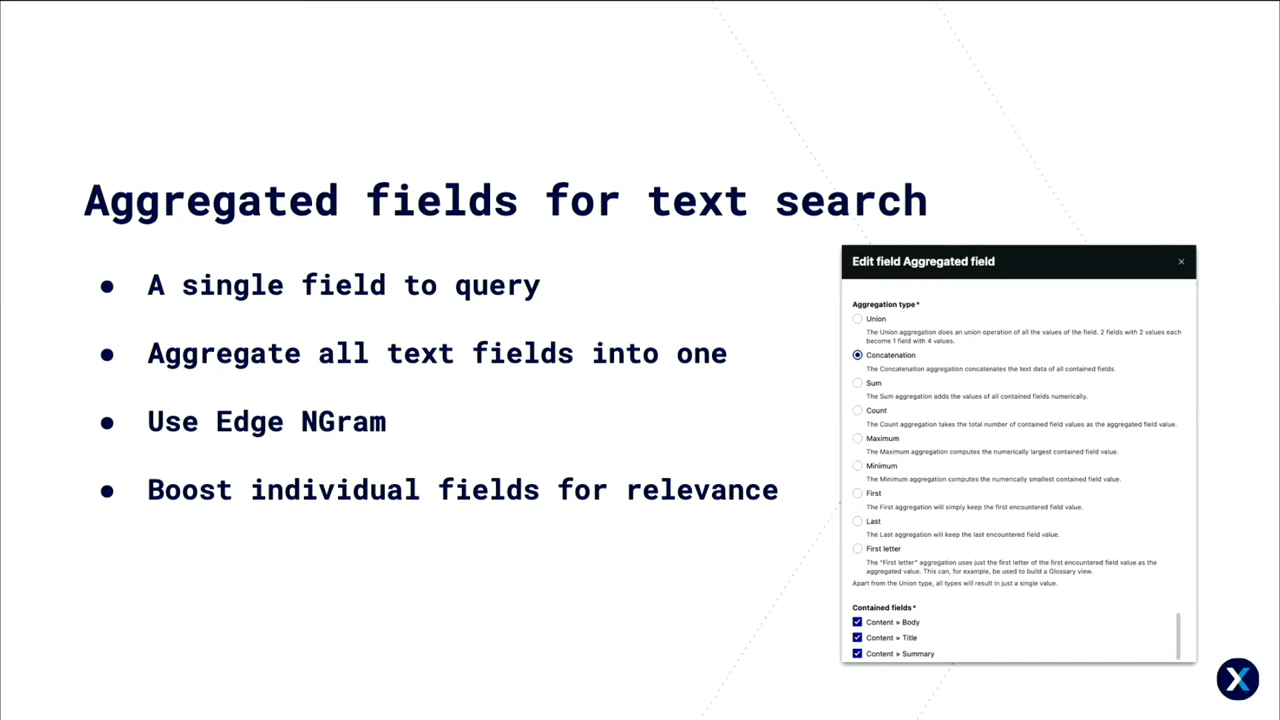 Aggregated fields for text search
● A single field to query
● Aggregate all text fields into one
● Use Edge NGram
● Boost individual fields for relevance
Edit field Aggregated field ×
Aggregation type *
Union
The Union aggregation does an union operation of all the values of the field. 2 fields with 2 values each
become 1 field with 4 values.
Concatenation
The Concatenation aggregation concatenates the text data of all contained fields.
Sum
The Sum aggregation adds the values of all contained fields numerically.
Count
The Count aggregation takes the total number of contained field values as the aggregated field value.
Maximum
The Maximum aggregation computes the numerically largest contained field value.
Minimum
The Minimum aggregation computes the numerically smallest contained field value.
First
The First aggregation will simply keep the first encountered field value.
Last
The Last aggregation will keep the last encountered field value.
First letter
The "First letter" aggregation uses just the first letter of the first encountered field value as the
aggregated value. This can, for example, be used to build a Glossary view.
Apart from the Union type, all types will result in just a single value.
Contained fields *
Content » Body
Content » Title
Content » Summary
X